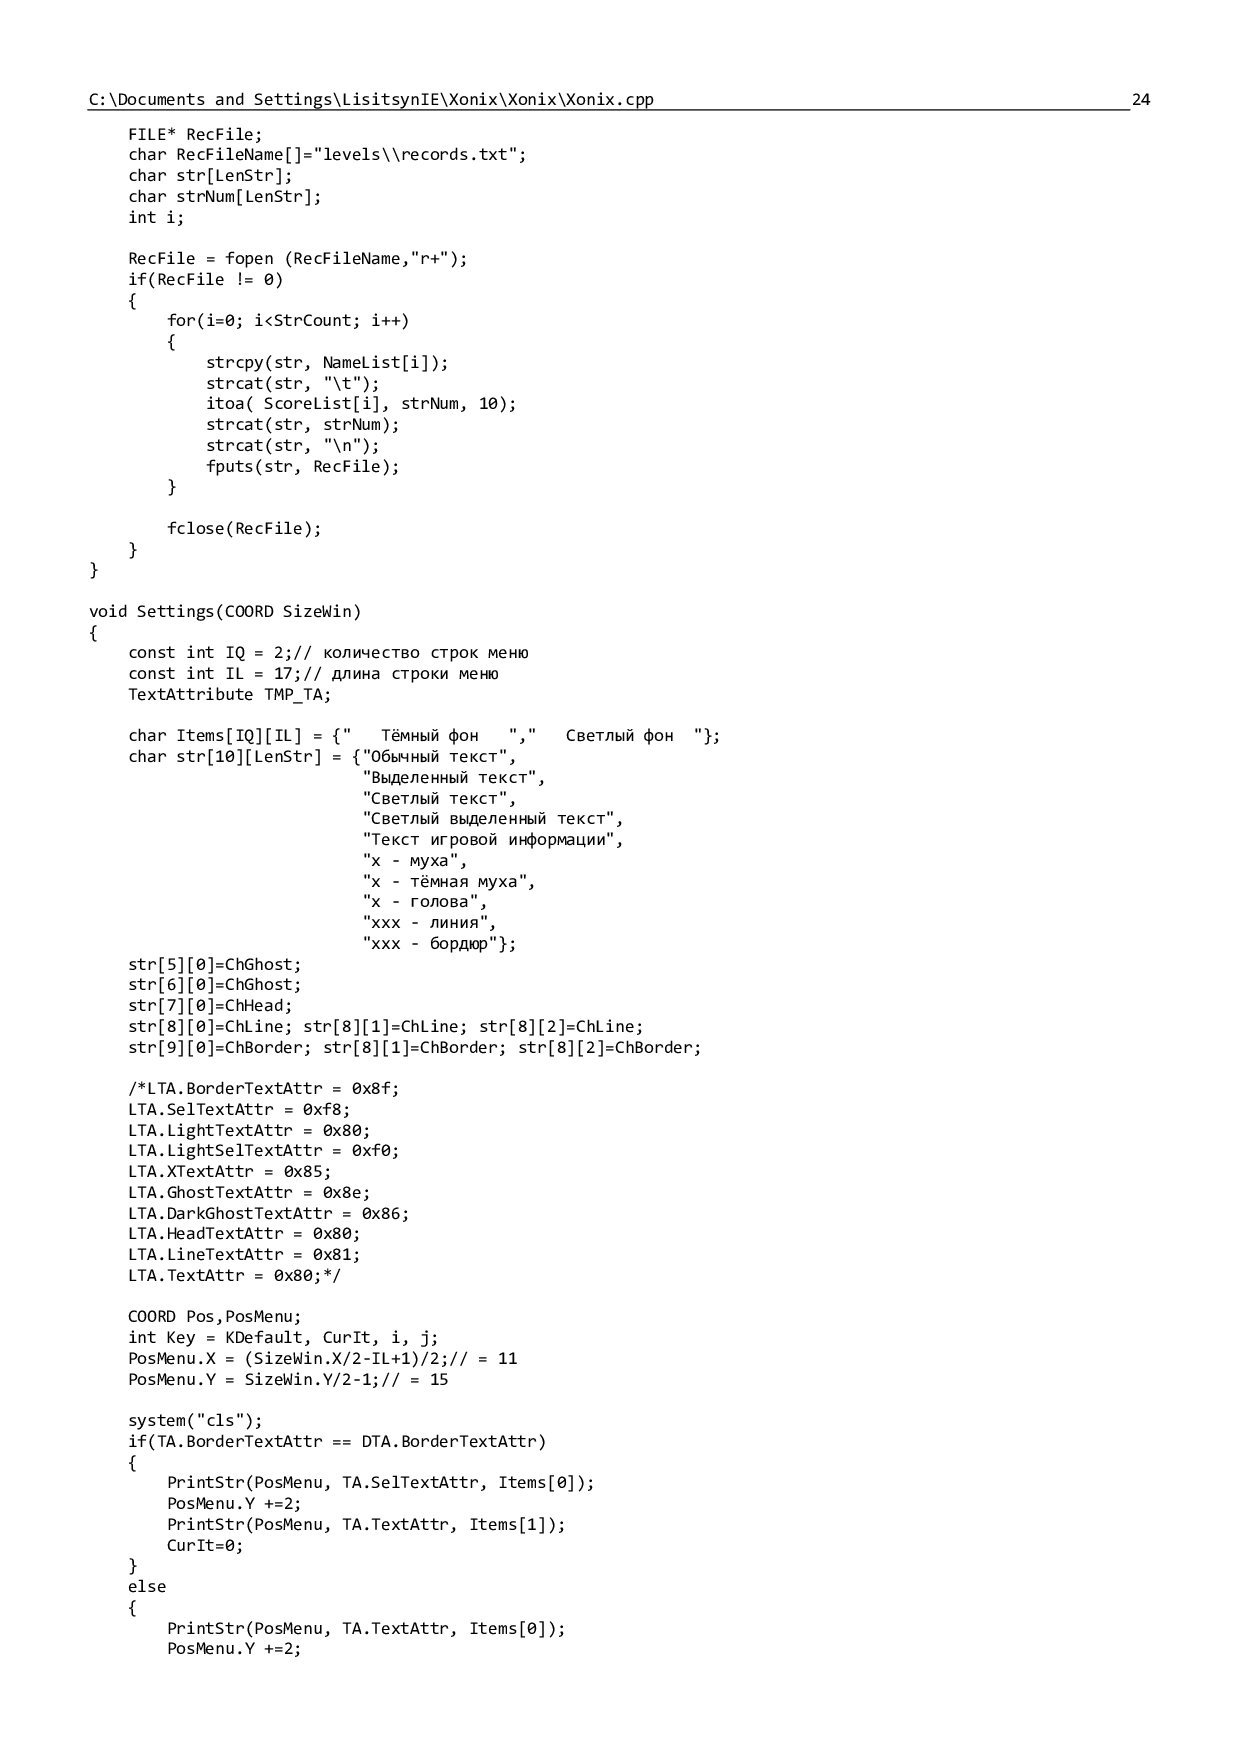 C:\Documents and Settings\LisitsynIE\Xonix\Xonix\Xonix.cpp 24
    FILE* RecFile;
    char RecFileName[]="levels\\records.txt";
    char str[LenStr];
    char strNum[LenStr];
    int i;

    RecFile = fopen (RecFileName,"r+");
    if(RecFile != 0)
    {
        for(i=0; i<StrCount; i++)
        {
            strcpy(str, NameList[i]);
            strcat(str, "\t");
            itoa( ScoreList[i], strNum, 10);
            strcat(str, strNum);
            strcat(str, "\n");
            fputs(str, RecFile);
        }

        fclose(RecFile);
    }
}

void Settings(COORD SizeWin)
{
    const int IQ = 2;// количество строк меню
    const int IL = 17;// длина строки меню
    TextAttribute TMP_TA;

    char Items[IQ][IL] = {"   Тёмный фон   ","   Светлый фон  "};
    char str[10][LenStr] = {"Обычный текст",
                            "Выделенный текст",
                            "Светлый текст",
                            "Светлый выделенный текст",
                            "Текст игровой информации",
                            "x - муха",
                            "x - тёмная муха",
                            "x - голова",
                            "xxx - линия",
                            "xxx - бордюр"};
    str[5][0]=ChGhost;
    str[6][0]=ChGhost;
    str[7][0]=ChHead;
    str[8][0]=ChLine; str[8][1]=ChLine; str[8][2]=ChLine;
    str[9][0]=ChBorder; str[8][1]=ChBorder; str[8][2]=ChBorder;

    /*LTA.BorderTextAttr = 0x8f;
    LTA.SelTextAttr = 0xf8;
    LTA.LightTextAttr = 0x80;
    LTA.LightSelTextAttr = 0xf0;
    LTA.XTextAttr = 0x85;
    LTA.GhostTextAttr = 0x8e;
    LTA.DarkGhostTextAttr = 0x86;
    LTA.HeadTextAttr = 0x80;
    LTA.LineTextAttr = 0x81;
    LTA.TextAttr = 0x80;*/

    COORD Pos,PosMenu;
    int Key = KDefault, CurIt, i, j;
    PosMenu.X = (SizeWin.X/2-IL+1)/2;// = 11
    PosMenu.Y = SizeWin.Y/2-1;// = 15

    system("cls");
    if(TA.BorderTextAttr == DTA.BorderTextAttr)
    {
        PrintStr(PosMenu, TA.SelTextAttr, Items[0]);
        PosMenu.Y +=2;
        PrintStr(PosMenu, TA.TextAttr, Items[1]);
        CurIt=0;
    }
    else
    {
        PrintStr(PosMenu, TA.TextAttr, Items[0]);
        PosMenu.Y +=2;